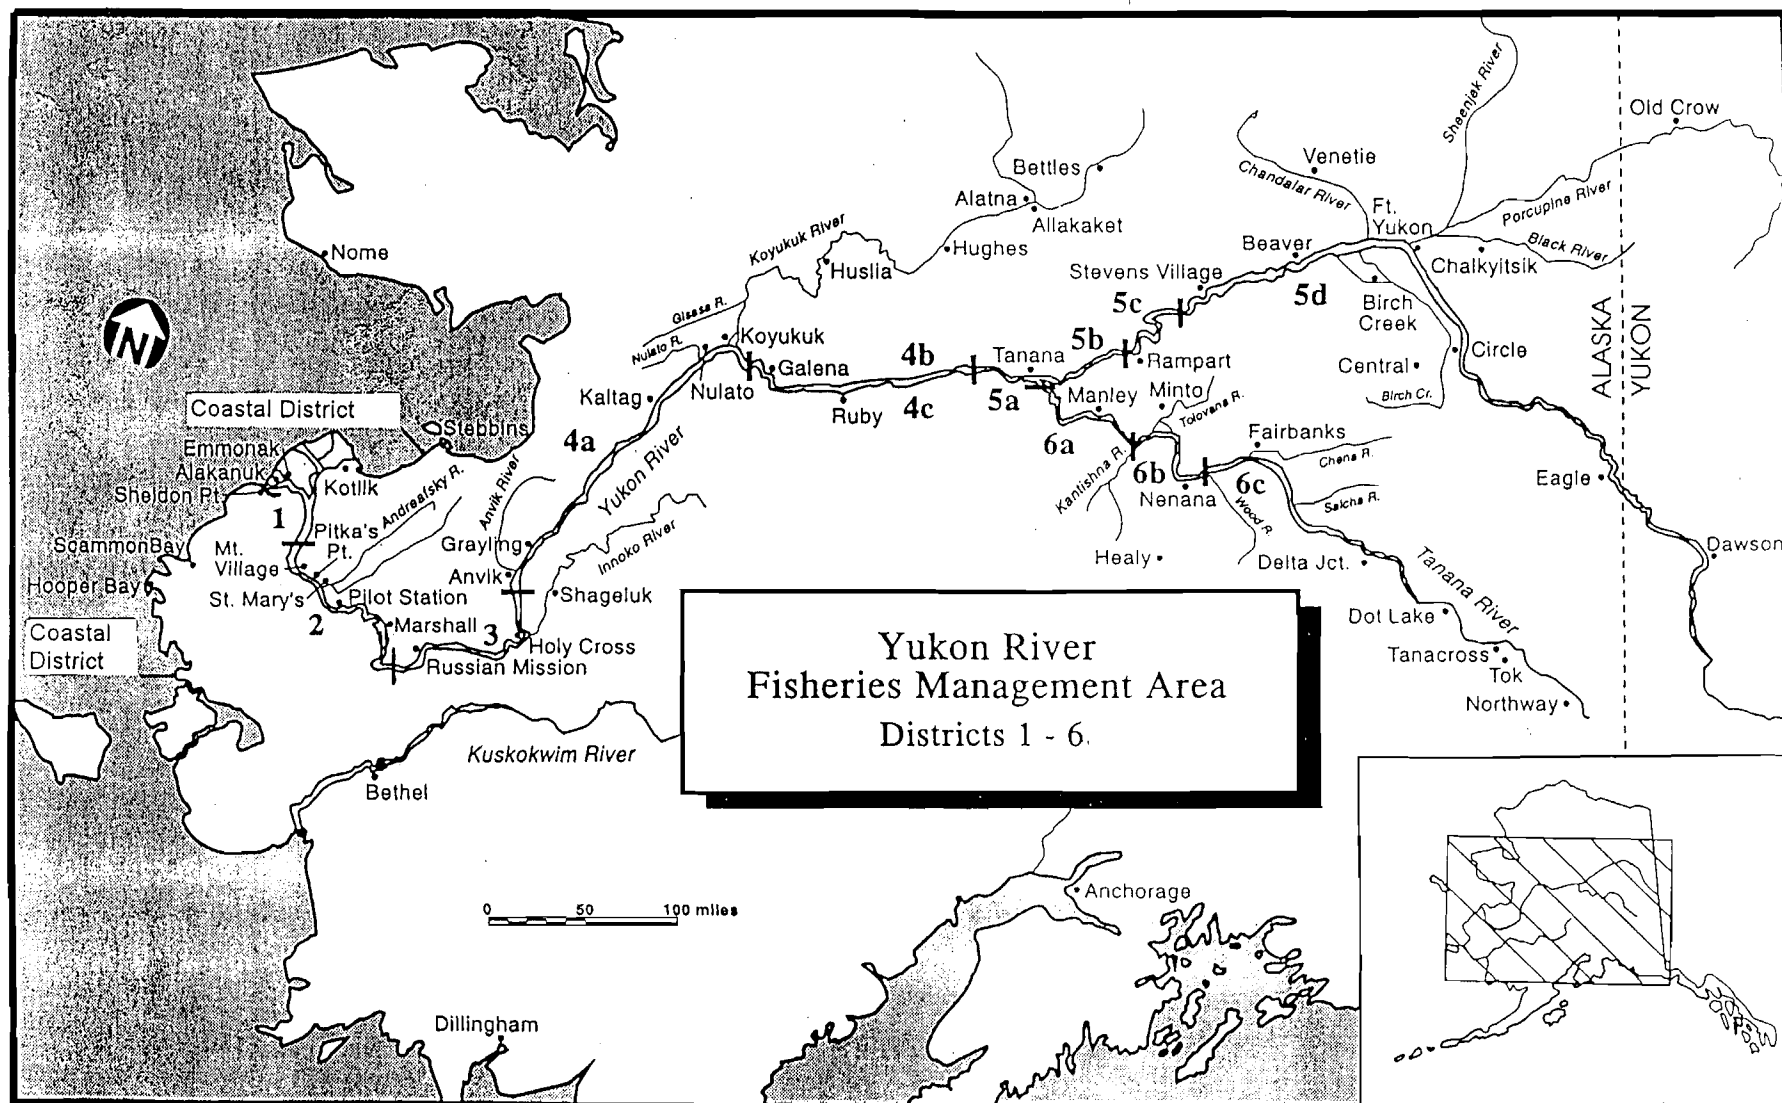 Sheenjek River
Old Crow
Venetie
Bettles
Chandalar River
Porcupine River
Alatna
Allakaket
Ft.
Yukon
Black River
Koyukuk River
Beaver
Hughes
Nome
Huslia
Chalkyitsik
Stevens Village
5d
5c
Birch
Creek
ALASKA
YUKON
Gisasa R.
N
Koyukuk
Nulato R.
5b
4b
Tanana
Rampart
Circle
Galena
Central
Nulato
Minto
Manley
Kaltag
Ruby
4c
5a
Birch Cr.
Tolovana R.
Coastal District
Stebbins
4a
6a
Fairbanks
Emmonak
Alakanuk
Chena R.
Yukon River
Kantishna R.
6b
6c
Sheldon Pt.
Kotlik
Andreafsky R.
Anvik River
Nenana
Eagle
Salcha R.
1
Wood R.
Pitka's
Pt.
Scammon Bay
Mt.
Village
Grayling
Innoko River
Healy
Delta Jct.
Dawson
Hooper Bay
Anvik
Tanana River
St. Mary's
Pilot Station
Shageluk
2
Marshall
3
Dot Lake
Coastal
District
Holy Cross
Russian Mission
Tanacross
Tok
Northway
Yukon River
Fisheries Management Area
Districts 1 - 6
Kuskokwim River
Bethel
Anchorage
0 50 100 miles
Dillingham